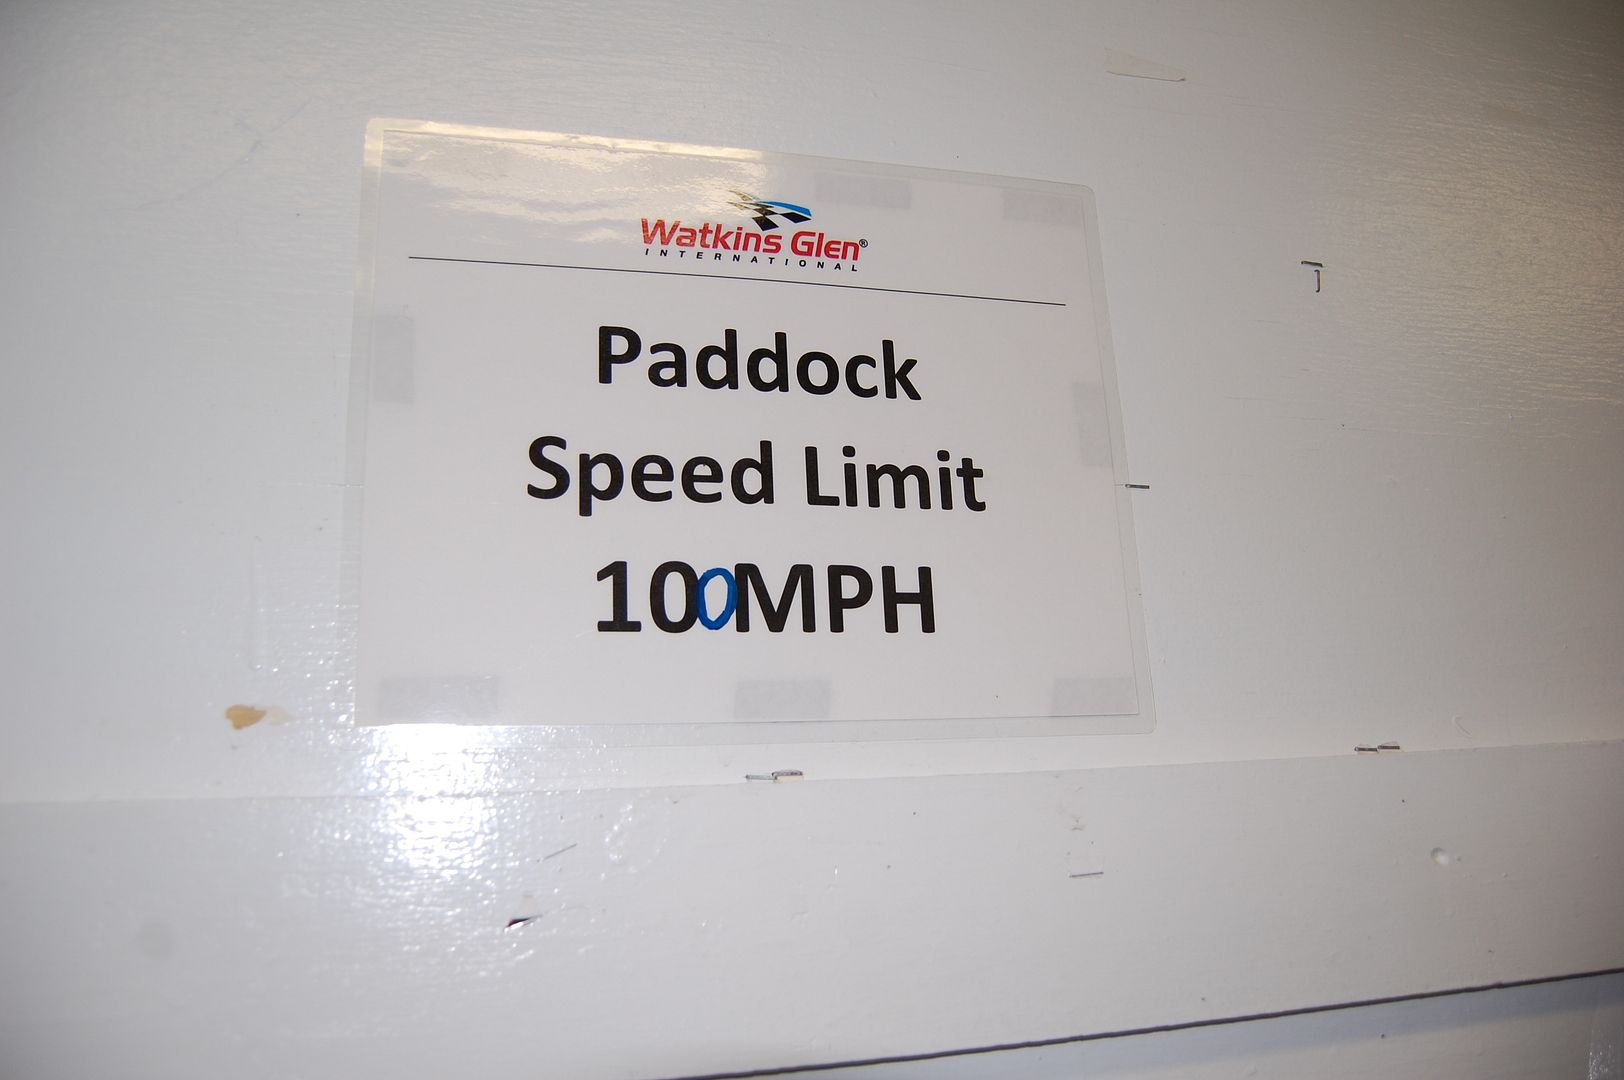 Watkins Glen®
INTERNATIONAL
Paddock
Speed Limit
100MPH